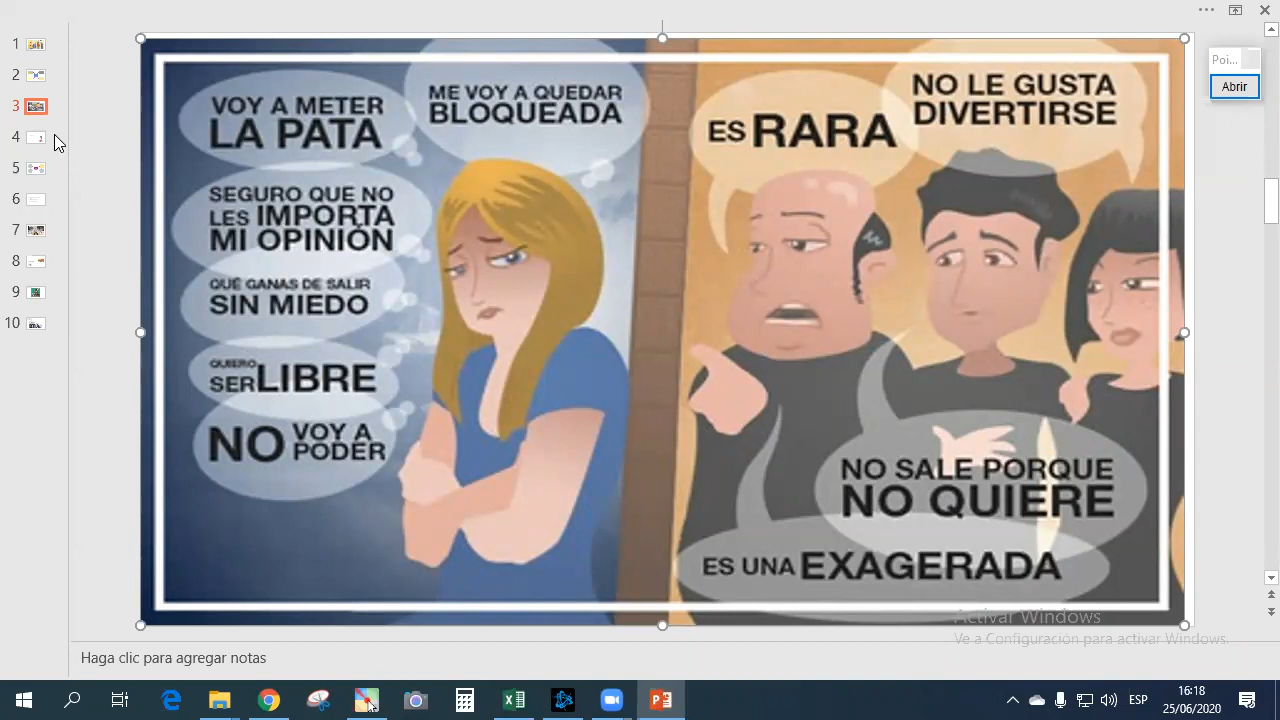 1
2
3
4
5
6
7
8
9
10
VOY A METER
LA PATA
ME VOY A QUEDAR
BLOQUEADA
SEGURO QUE NO
LES IMPORTA
MI OPINIÓN
QUÉ GANAS DE SALIR
SIN MIEDO
QUIERO
SER LIBRE
NO VOY A
PODER
ES RARA
NO LE GUSTA
DIVERTIRSE
NO SALE PORQUE
NO QUIERE
ES UNA EXAGERADA
Poi...
Abrir
Activar Windows
Ve a Configuración para activar Windows.
Haga clic para agregar notas
ESP
16:18
25/06/2020